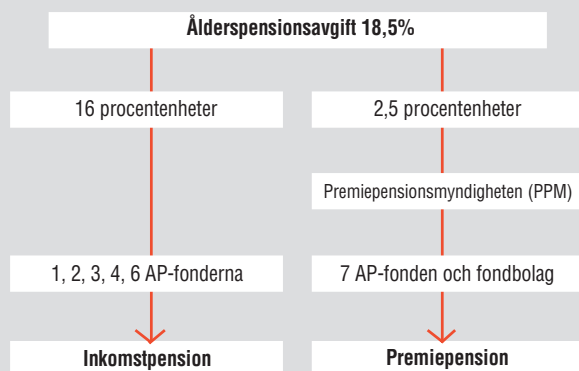 Ålderspensionsavgift 18,5%
16 procentenheter
2,5 procentenheter
Premiepensionsmyndigheten (PPM)
1, 2, 3, 4, 6 AP-fonderna
7 AP-fonden och fondbolag
Inkomstpension
Premiepension